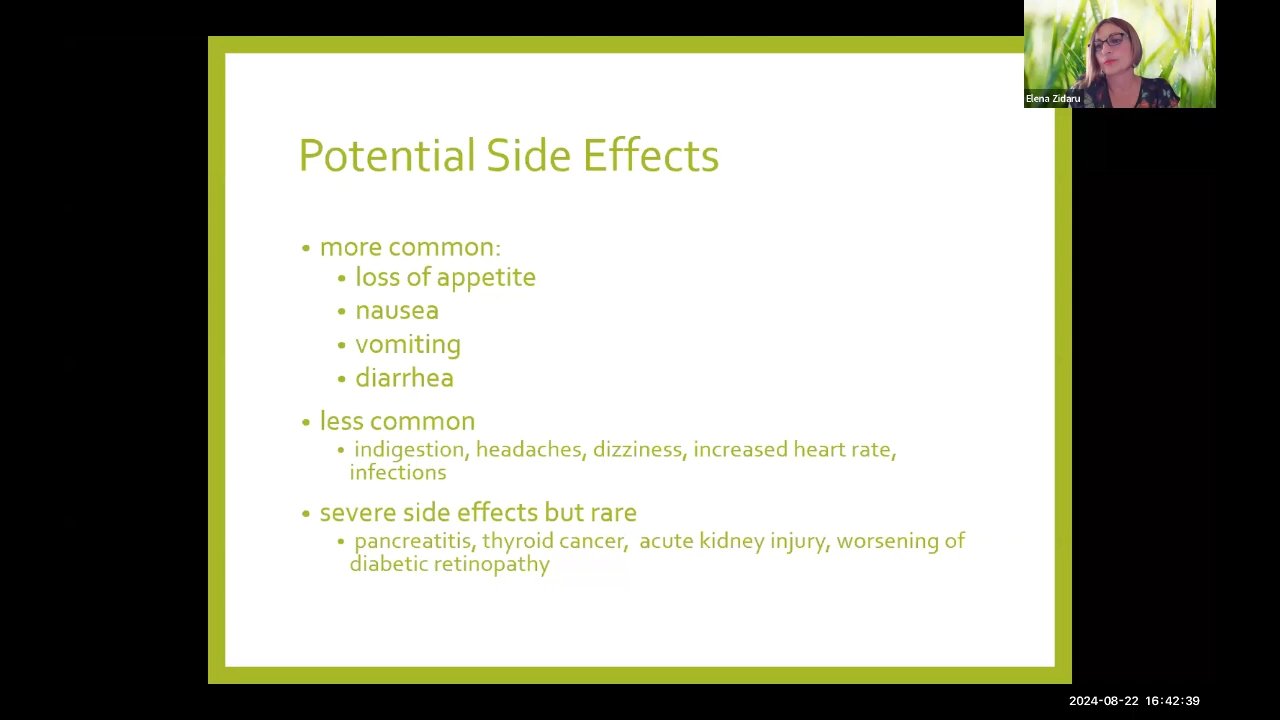 Elena Zidaru
Potential Side Effects
• more common:
• loss of appetite
• nausea
• vomiting
• diarrhea
• less common
• indigestion, headaches, dizziness, increased heart rate,
infections
• severe side effects but rare
• pancreatitis, thyroid cancer,  acute kidney injury, worsening of
diabetic retinopathy
2024-08-22 16:42:39